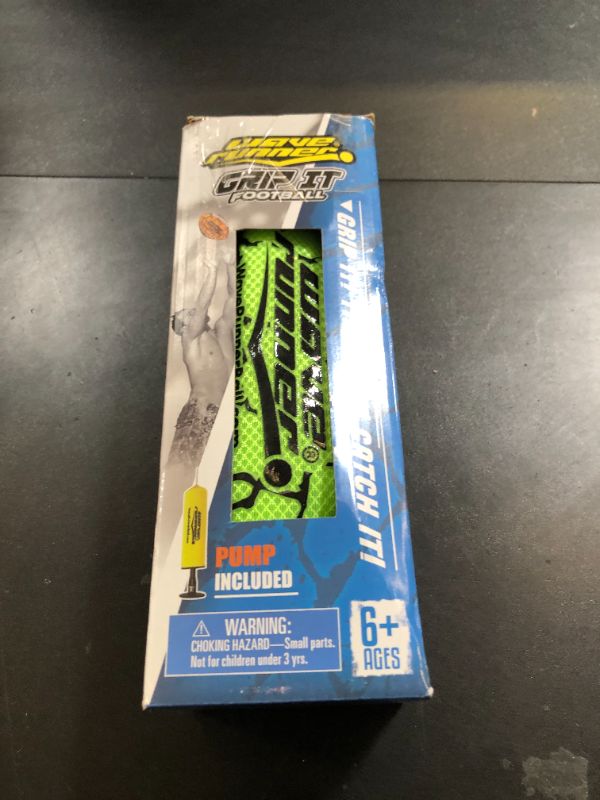 wave
runner
GRIP IT
FOOTBALL
GRIP IT!
CATCH IT!
wave
runner
®
PUMP
INCLUDED
WARNING:
CHOKING HAZARD—Small parts.
Not for children under 3 yrs.
6+
AGES